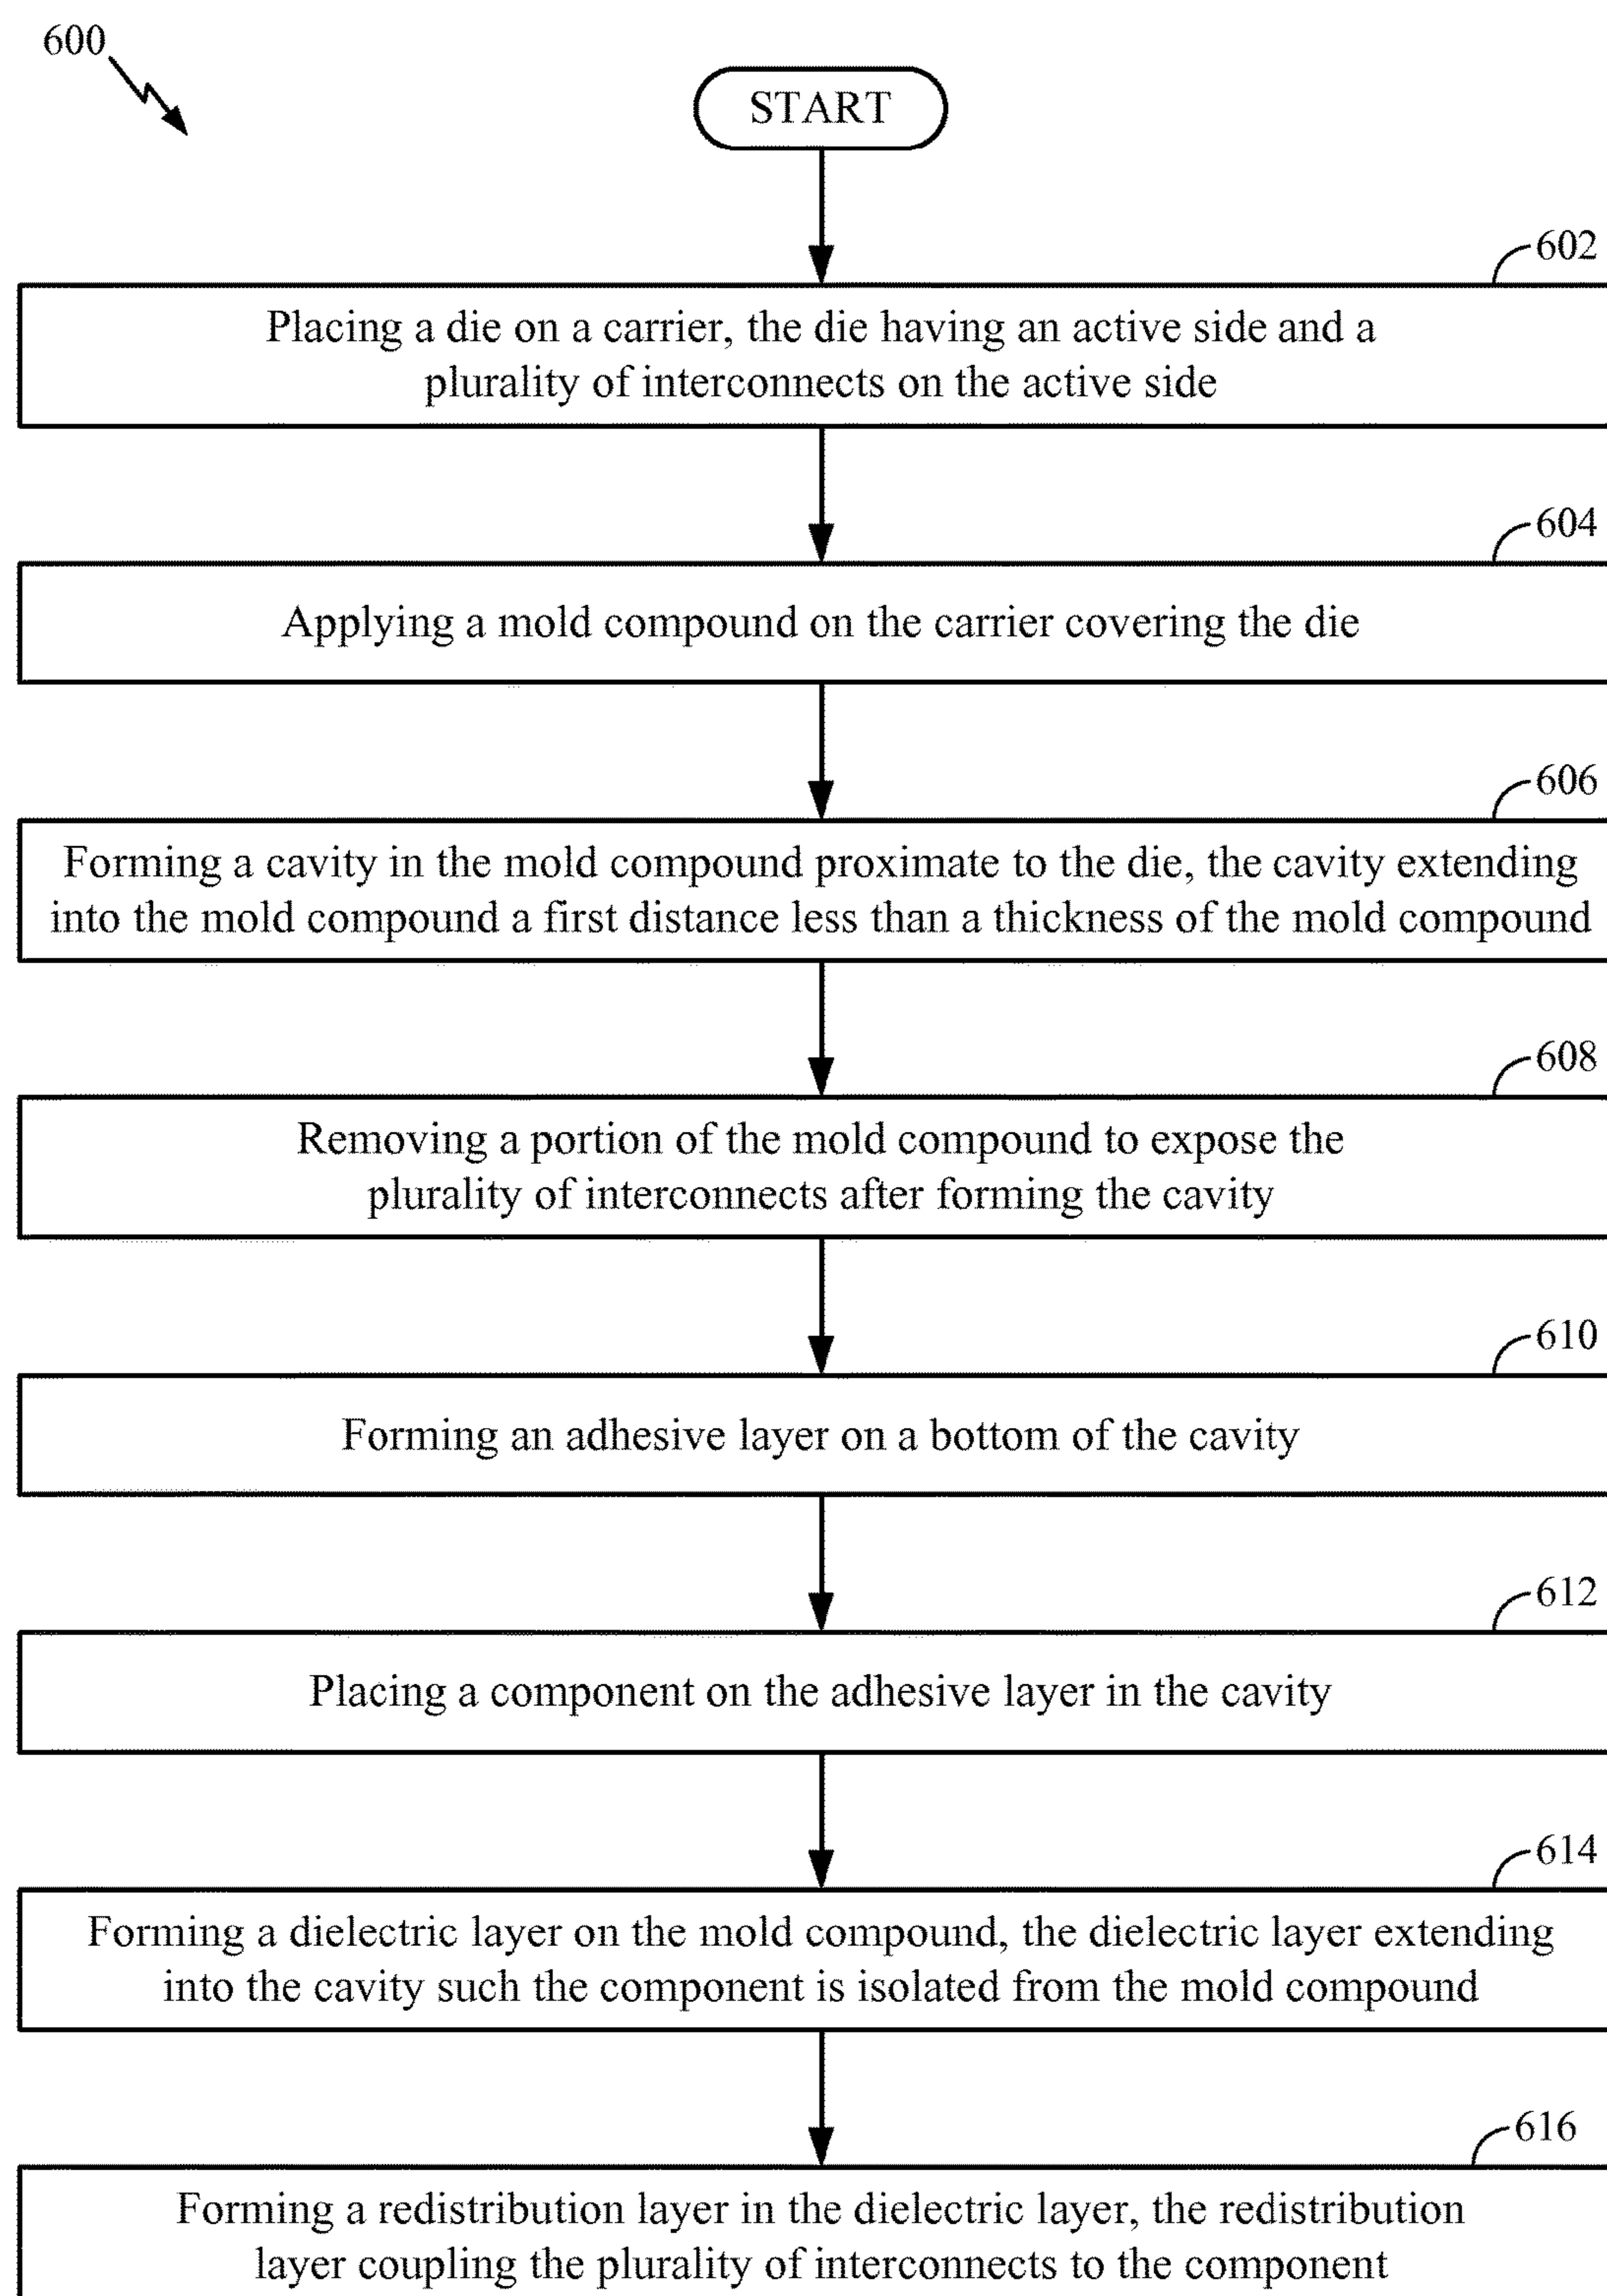 600
START
602
Placing a die on a carrier, the die having an active side and a
plurality of interconnects on the active side
604
Applying a mold compound on the carrier covering the die
606
Forming a cavity in the mold compound proximate to the die, the cavity extending
into the mold compound a first distance less than a thickness of the mold compound
608
Removing a portion of the mold compound to expose the
plurality of interconnects after forming the cavity
610
Forming an adhesive layer on a bottom of the cavity
612
Placing a component on the adhesive layer in the cavity
614
Forming a dielectric layer on the mold compound, the dielectric layer extending
into the cavity such the component is isolated from the mold compound
616
Forming a redistribution layer in the dielectric layer, the redistribution
layer coupling the plurality of interconnects to the component